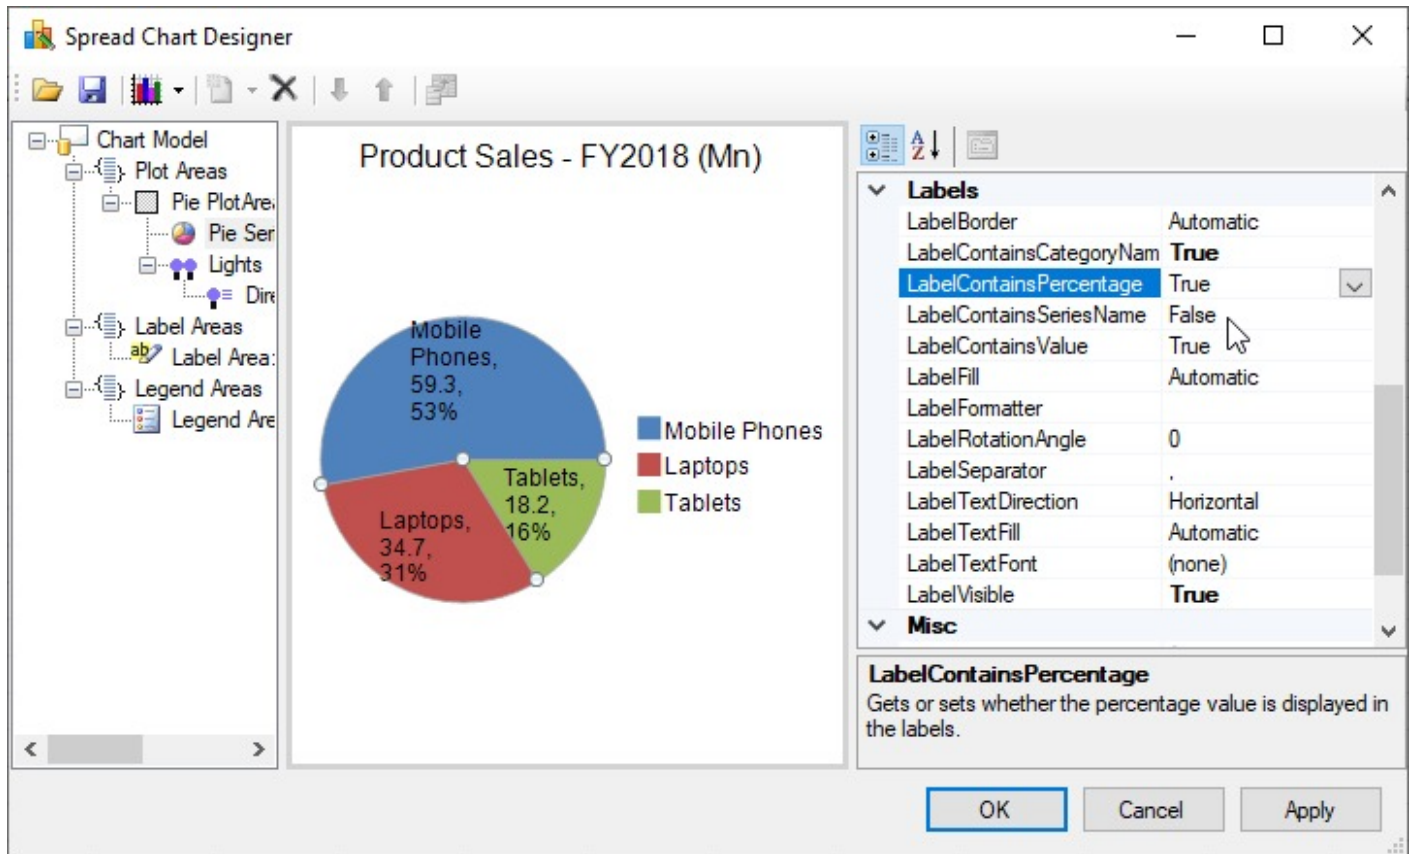 Spread Chart Designer
Chart Model
Plot Areas
Pie PlotArea
Pie Ser
Lights
Dire
Label Areas
ab
Label Area:
Legend Areas
Legend Are
Product Sales - FY2018 (Mn)
Mobile
Phones,
59.3,
53%
Tablets,
18.2,
16%
Laptops,
34.7,
31%
Mobile Phones
Laptops
Tablets
A
Z
Labels
LabelBorder Automatic
LabelContainsCategoryNam True
LabelContainsPercentage True
LabelContainsSeriesName False
LabelContainsValue True
LabelFill Automatic
LabelFormatter
LabelRotationAngle 0
LabelSeparator ,
LabelTextDirection Horizontal
LabelTextFill Automatic
LabelTextFont (none)
LabelVisible True
Misc
LabelContainsPercentage
Gets or sets whether the percentage value is displayed in
the labels.
OK Cancel Apply